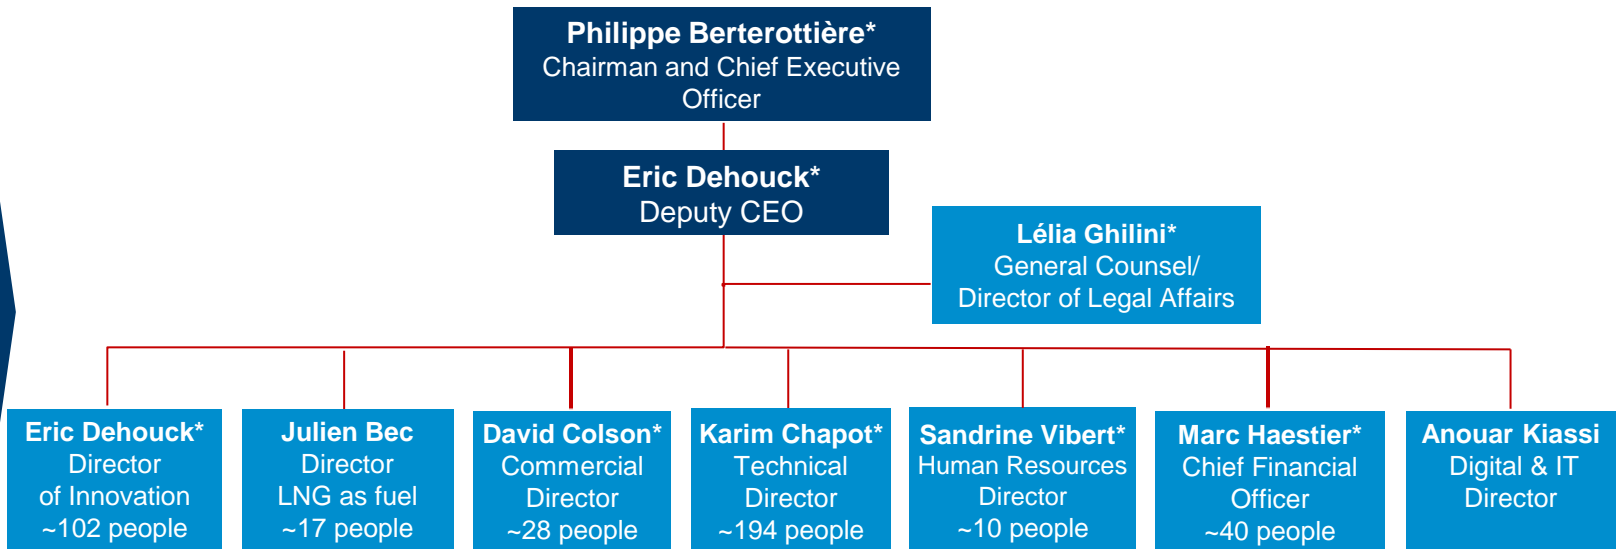 Philippe Berterottière*
Chairman and Chief Executive
Officer
Eric Dehouck*
Deputy CEO
Lélia Ghilini*
General Counsel/
Director of Legal Affairs
Eric Dehouck*
Director
of Innovation
~102 people
Julien Bec
Director
LNG as fuel
~17 people
David Colson*
Commercial
Director
~28 people
Karim Chapot*
Technical
Director
~194 people
Sandrine Vibert*
Human Resources
Director
~10 people
Marc Haestier*
Chief Financial
Officer
~40 people
Anouar Kiassi
Digital & IT
Director